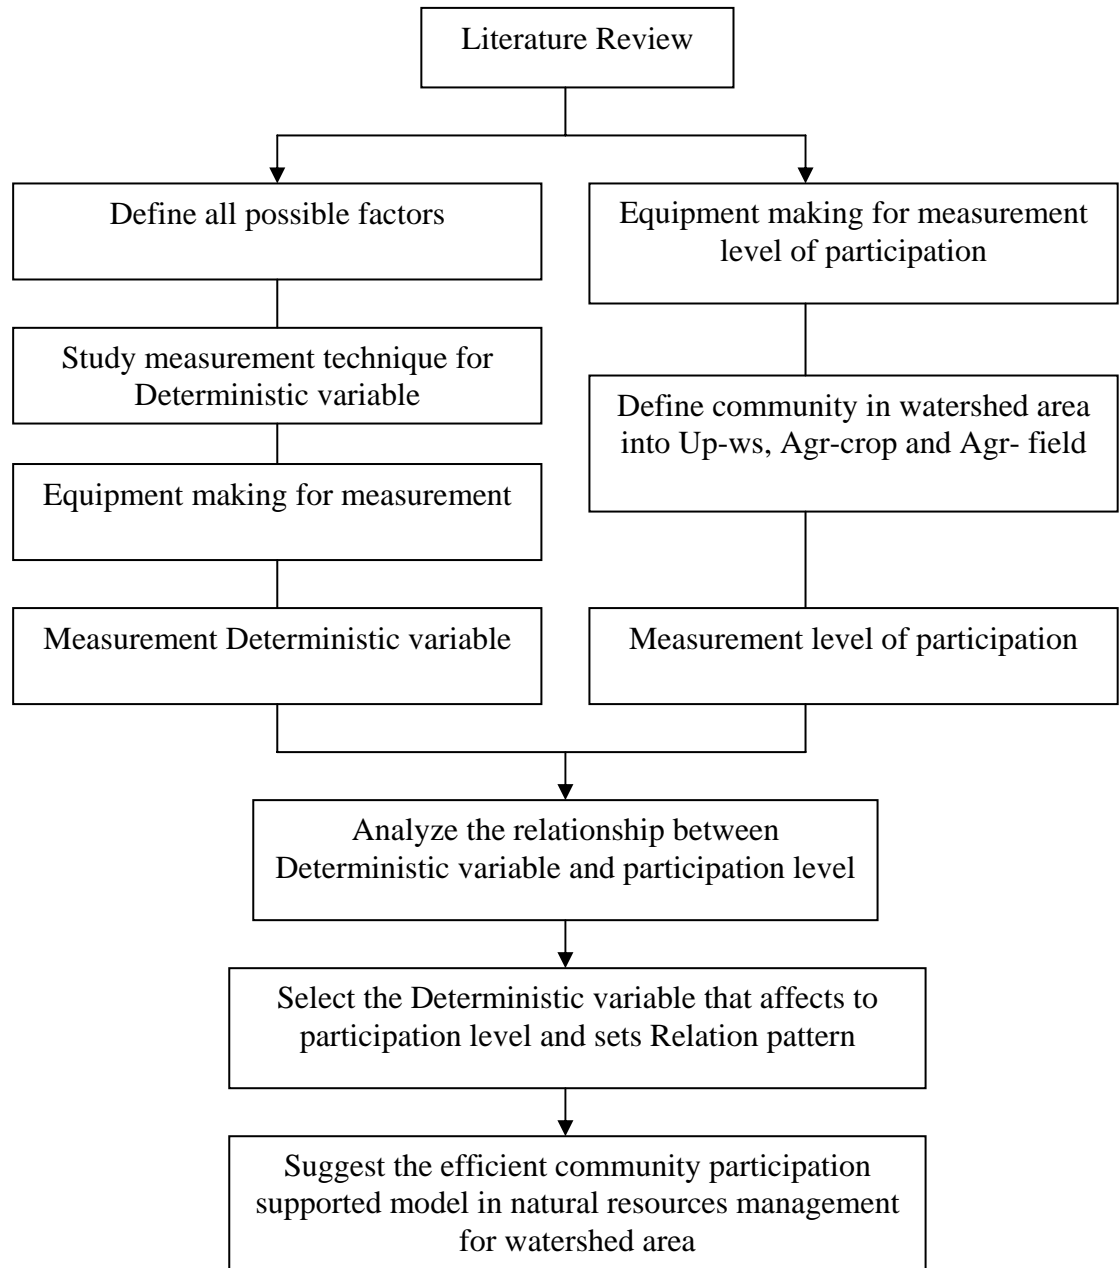 Literature Review
Define all possible factors
Equipment making for measurement
level of participation
Study measurement technique for
Deterministic variable
Define community in watershed area
into Up-ws, Agr-crop and Agr- field
Equipment making for measurement
Measurement Deterministic variable
Measurement level of participation
Analyze the relationship between
Deterministic variable and participation level
Select the Deterministic variable that affects to
participation level and sets Relation pattern
Suggest the efficient community participation
supported model in natural resources management
for watershed area